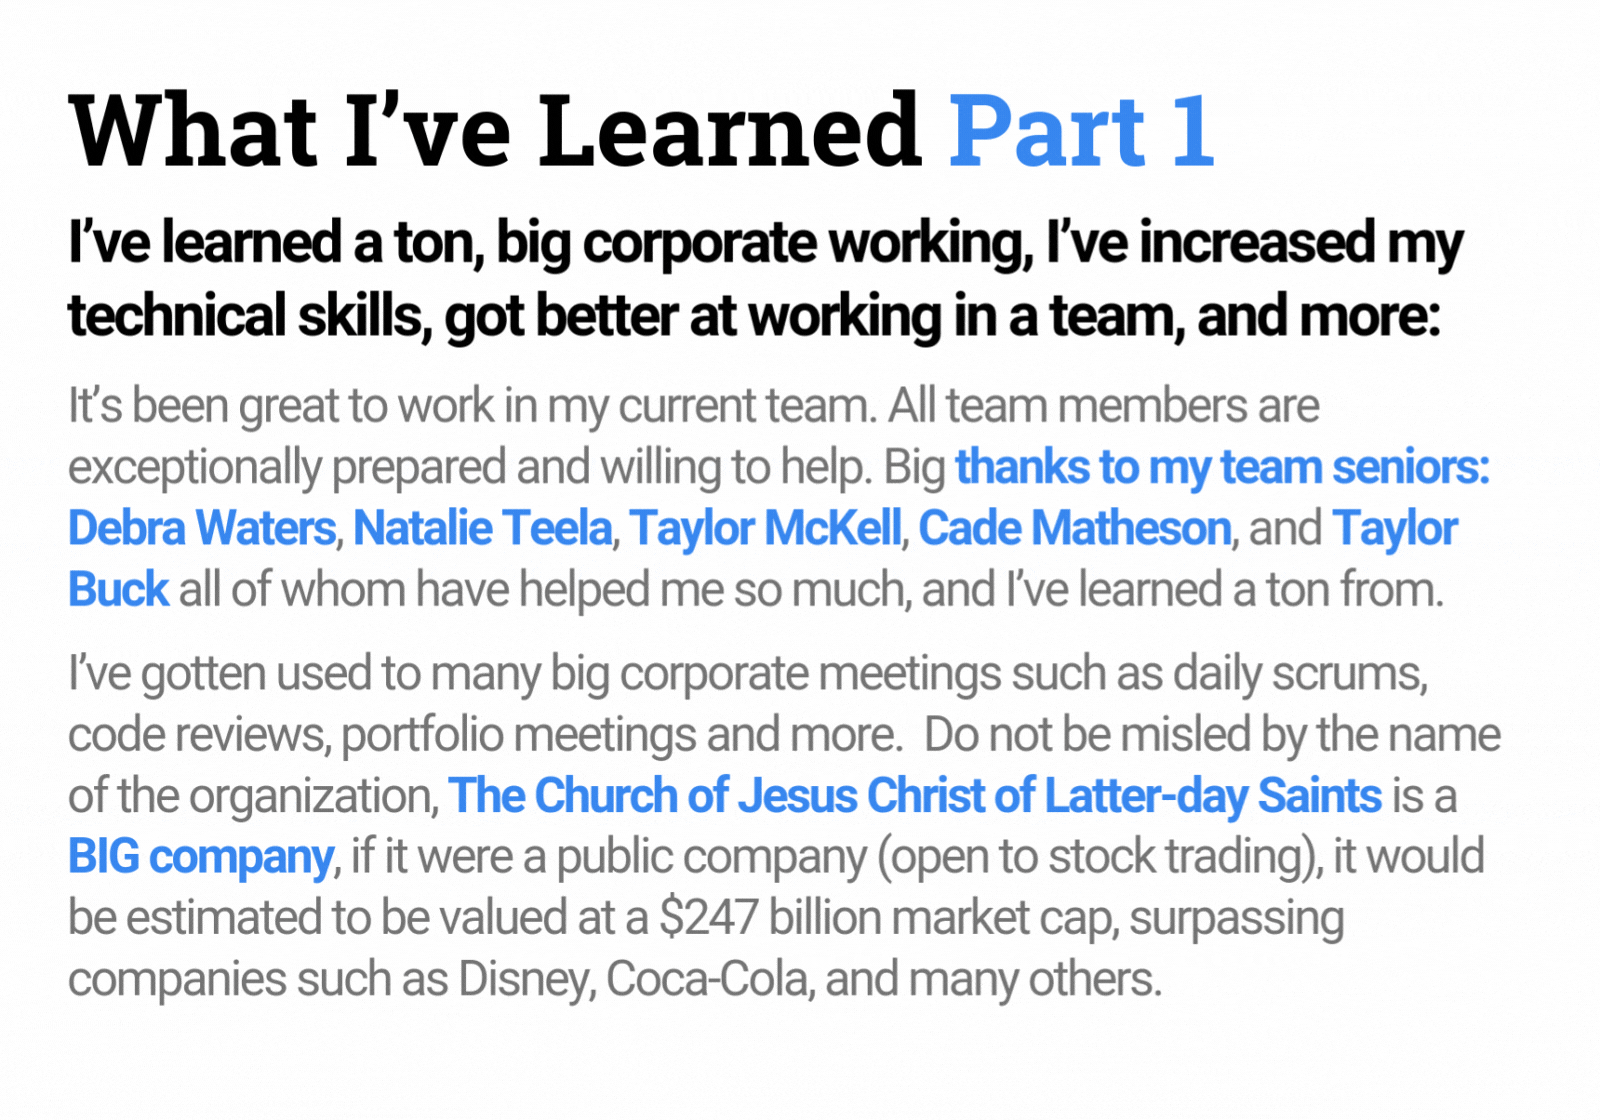 What I’ve Learned Part 1
I’ve learned a ton, big corporate working, I’ve increased my
technical skills, got better at working in a team, and more:
It’s been great to work in my current team. All team members are
exceptionally prepared and willing to help. Big thanks to my team seniors:
Debra Waters, Natalie Teela, Taylor McKell, Cade Matheson, and Taylor
Buck all of whom have helped me so much, and I’ve learned a ton from.
I’ve gotten used to many big corporate meetings such as daily scrums,
code reviews, portfolio meetings and more.  Do not be misled by the name
of the organization, The Church of Jesus Christ of Latter-day Saints is a
BIG company, if it were a public company (open to stock trading), it would
be estimated to be valued at a $247 billion market cap, surpassing
companies such as Disney, Coca-Cola, and many others.